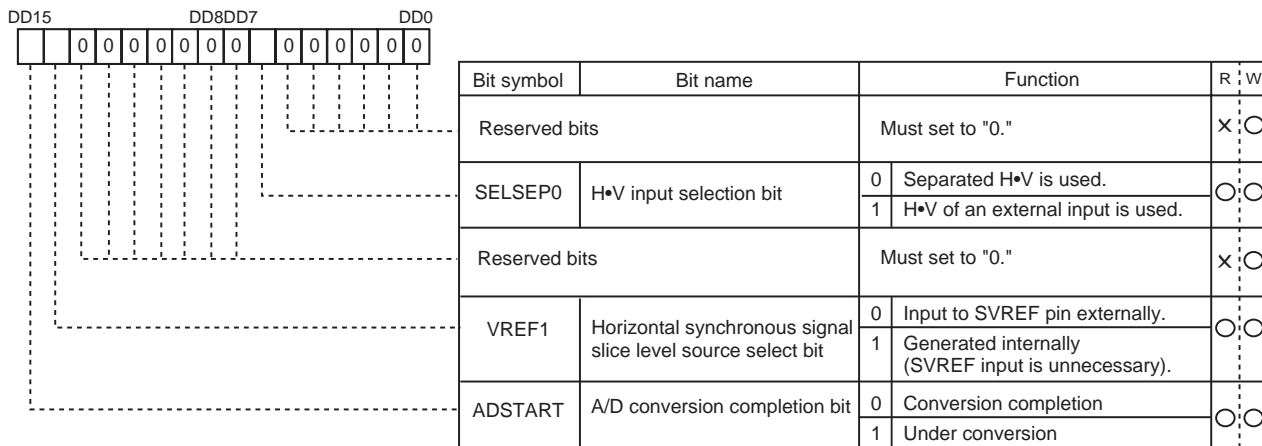 DD15 DD8DD7 DD0
0 0 0 0 0 0 0 0 0 0 0 0 0
Bit symbol Bit name Function R W
Reserved bits Must set to "0." × ○
SELSEP0 H•V input selection bit 0 Separated H•V is used. ○ ○
1 H•V of an external input is used.
Reserved bits Must set to "0." × ○
VREF1 Horizontal synchronous signal slice level source select bit 0 Input to SVREF pin externally. ○ ○
1 Generated internally
(SVREF input is unnecessary).
ADSTART A/D conversion completion bit 0 Conversion completion ○ ○
1 Under conversion